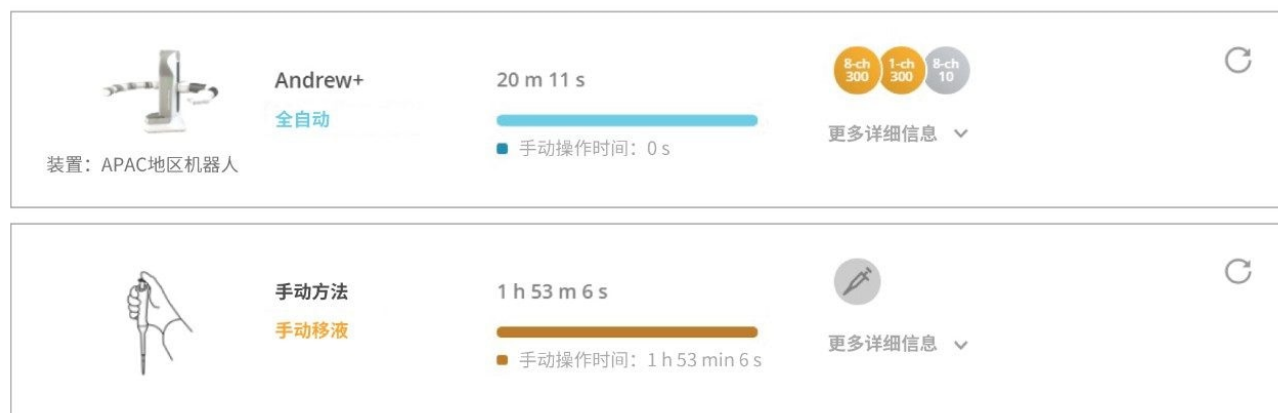 Andrew+
全自动
装置：APAC地区机器人
20 m 11 s
手动操作时间：0 s
8-ch 300
1-ch 300
8-ch 10
更多详细信息
手动方法
手动移液
1 h 53 m 6 s
手动操作时间：1 h 53 min 6 s
更多详细信息